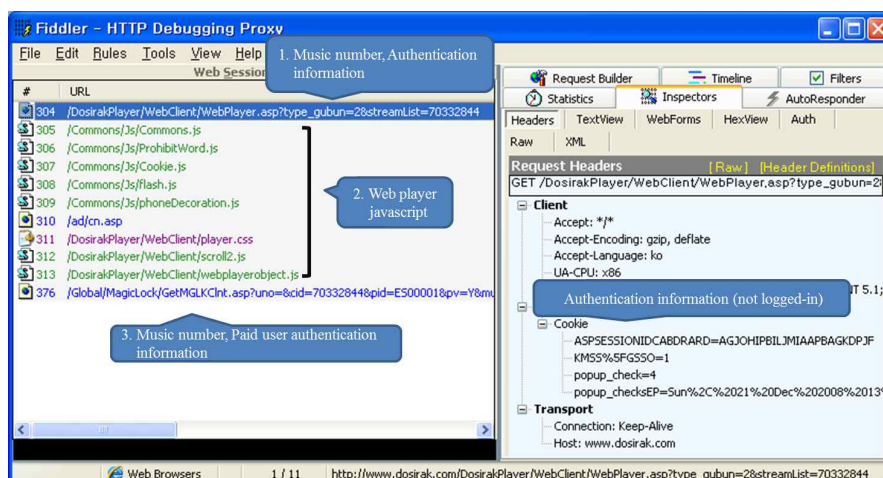 Fiddler - HTTP Debugging Proxy
File Edit Rules Tools View Help
Web Session
1. Music number, Authentication
information
# URL
304 /DosirakPlayer/WebClient/WebPlayer.asp?type_gubun=2&streamList=70332844
305 /Commons/Js/Commons.js
306 /Commons/Js/ProhibitWord.js
307 /Commons/Js/Cookie.js
308 /Commons/Js/flash.js
309 /Commons/Js/phoneDecoration.js
310 /ad/cn.asp
311 /DosirakPlayer/WebClient/player.css
312 /DosirakPlayer/WebClient/scroll2.js
313 /DosirakPlayer/WebClient/webplayerobject.js
376 /Global/MagicLock/GetMGLKClnt.asp?uno=&cid=70332844&pid=ES00001&pv=Y&mu
2. Web player
javascript
3. Music number, Paid user authentication
information
Request Builder Timeline Filters
Statistics Inspectors AutoResponder
Headers TextView WebForms HexView Auth
Raw XML
Request Headers [Raw] [Header Definitions]
GET /DosirakPlayer/WebClient/WebPlayer.asp?type_gubun=2&
Client
Accept: */*
Accept-Encoding: gzip, deflate
Accept-Language: ko
UA-CPU: x86
NT 5.1;
Authentication information (not logged-in)
Cookie
ASPSESSIONIDCABDRARD=AGJOHIPBILJMIAAPBAGKDPJF
KMSS%5FGSSO=1
popup_check=4
popup_checksEP=Sun%2C%2021%20Dec%202008%2013%
Transport
Connection: Keep-Alive
Host: www.dosirak.com
Web Browsers 1 / 11 http://www.dosirak.com/DosirakPlayer/WebClient/WebPlayer.asp?type_gubun=2&streamList=70332844